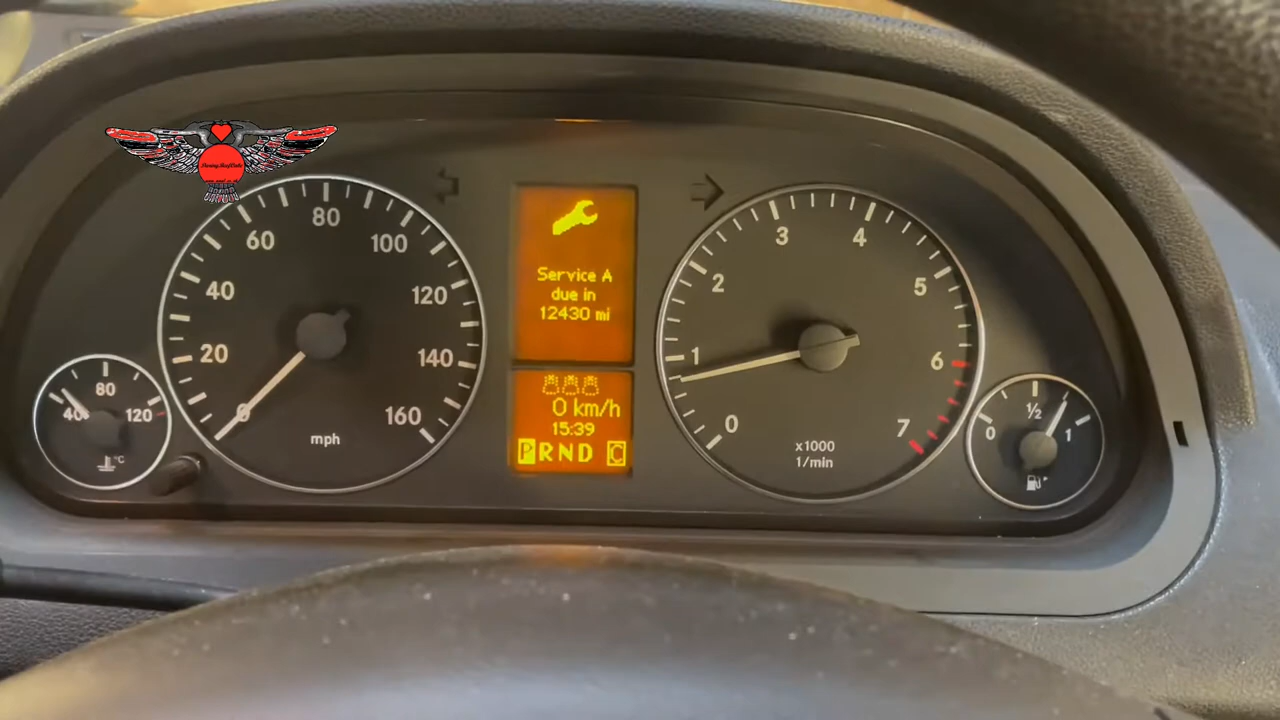 80
60
100
40
120
20
140
0
160
mph
Service A
due in
12430 mi
0 km/h
15:39
PRND C
3
4
2
5
1
6
0
7
x1000
1/min
40
80
120
°C
0
1/2
1